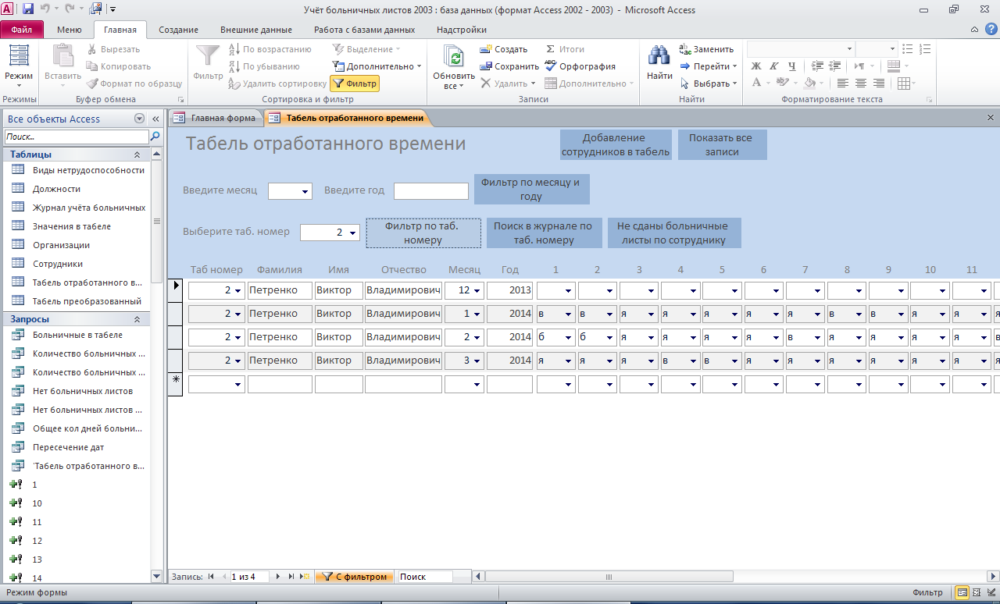 Учёт больничных листов 2003 : база данных (формат Access 2002 - 2003) - Microsoft Access
Файл Меню Главная Создание Внешние данные Работа с базами данных Надстройки
Режим
Режимы
Вставить
Вырезать
Копировать
Формат по образцу
Буфер обмена
Фильтр
По возрастанию
По убыванию
Удалить сортировку
Выделение
Дополнительно
Фильтр
Сортировка и фильтр
Обновить
все
Создать
Сохранить
Удалить
Итоги
Орфография
Дополнительно
Записи
Найти
Заменить
Перейти
Выбрать
Найти
Ж К Ч
А
Форматирование текста
Все объекты Access
Поиск...
Таблицы
Виды нетрудоспособности
Должности
Журнал учёта больничных
Значения в табеле
Организации
Сотрудники
Табель отработанного в...
Табель преобразованный
Запросы
Больничные в табеле
Количество больничных ...
Количество больничных ...
Нет больничных листов
Нет больничных листов ...
Общее кол дней больни...
Пересечение дат
'Табель отработанного в...
1
10
11
12
13
14
Главная форма Табель отработанного времени
Табель отработанного времени
Добавление
сотрудников в табель
Показать все
записи
Введите месяц Введите год
Фильтр по месяцу и
году
Выберите таб. номер 2
Фильтр по таб.
номеру
Поиск в журнале по
таб. номеру
Не сданы больничные
листы по сотруднику
Таб номер Фамилия Имя Отчество Месяц Год 1 2 3 4 5 6 7 8 9 10 11
2 Петренко Виктор Владимирович 12 2013
2 Петренко Виктор Владимирович 1 2014 в в я я я я я в в я я я
2 Петренко Виктор Владимирович 2 2014 б б я я я я в я я я я в
2 Петренко Виктор Владимирович 3 2014 я я я в в я я я я я я я
Запись: 1 из 4 С фильтром Поиск
Режим формы Фильтр